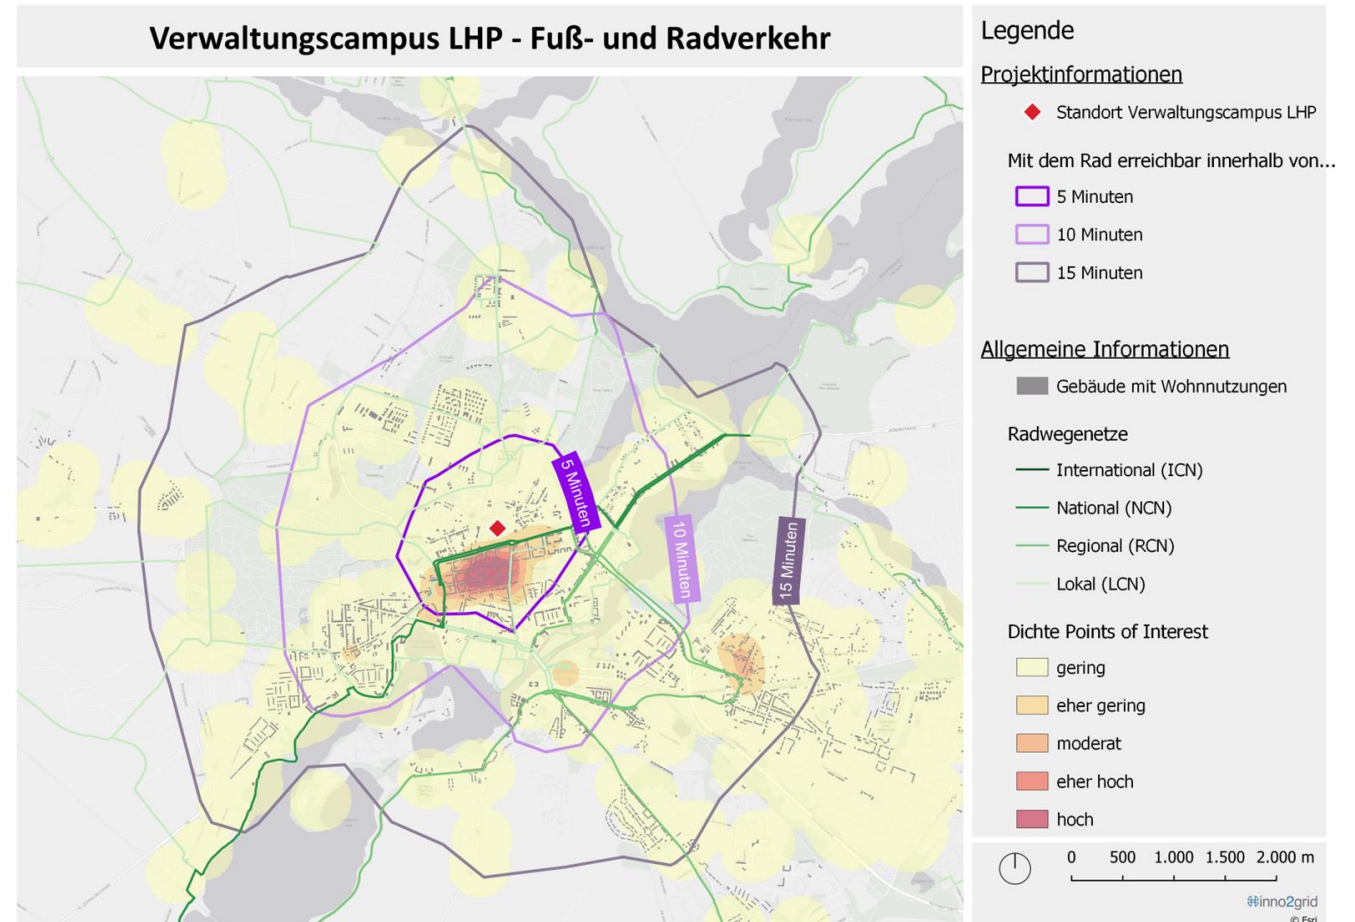 Verwaltungscampus LHP - Fuß- und Radverkehr
5 Minuten
10 Minuten
15 Minuten
Legende
Projektinformationen
Standort Verwaltungscampus LHP
Mit dem Rad erreichbar innerhalb von...
5 Minuten
10 Minuten
15 Minuten
Allgemeine Informationen
Gebäude mit Wohnnutzungen
Radwegenetze
International (ICN)
National (NCN)
Regional (RCN)
Lokal (LCN)
Dichte Points of Interest
gering
eher gering
moderat
eher hoch
hoch
0 500 1.000 1.500 2.000 m
inno2grid
© Esri